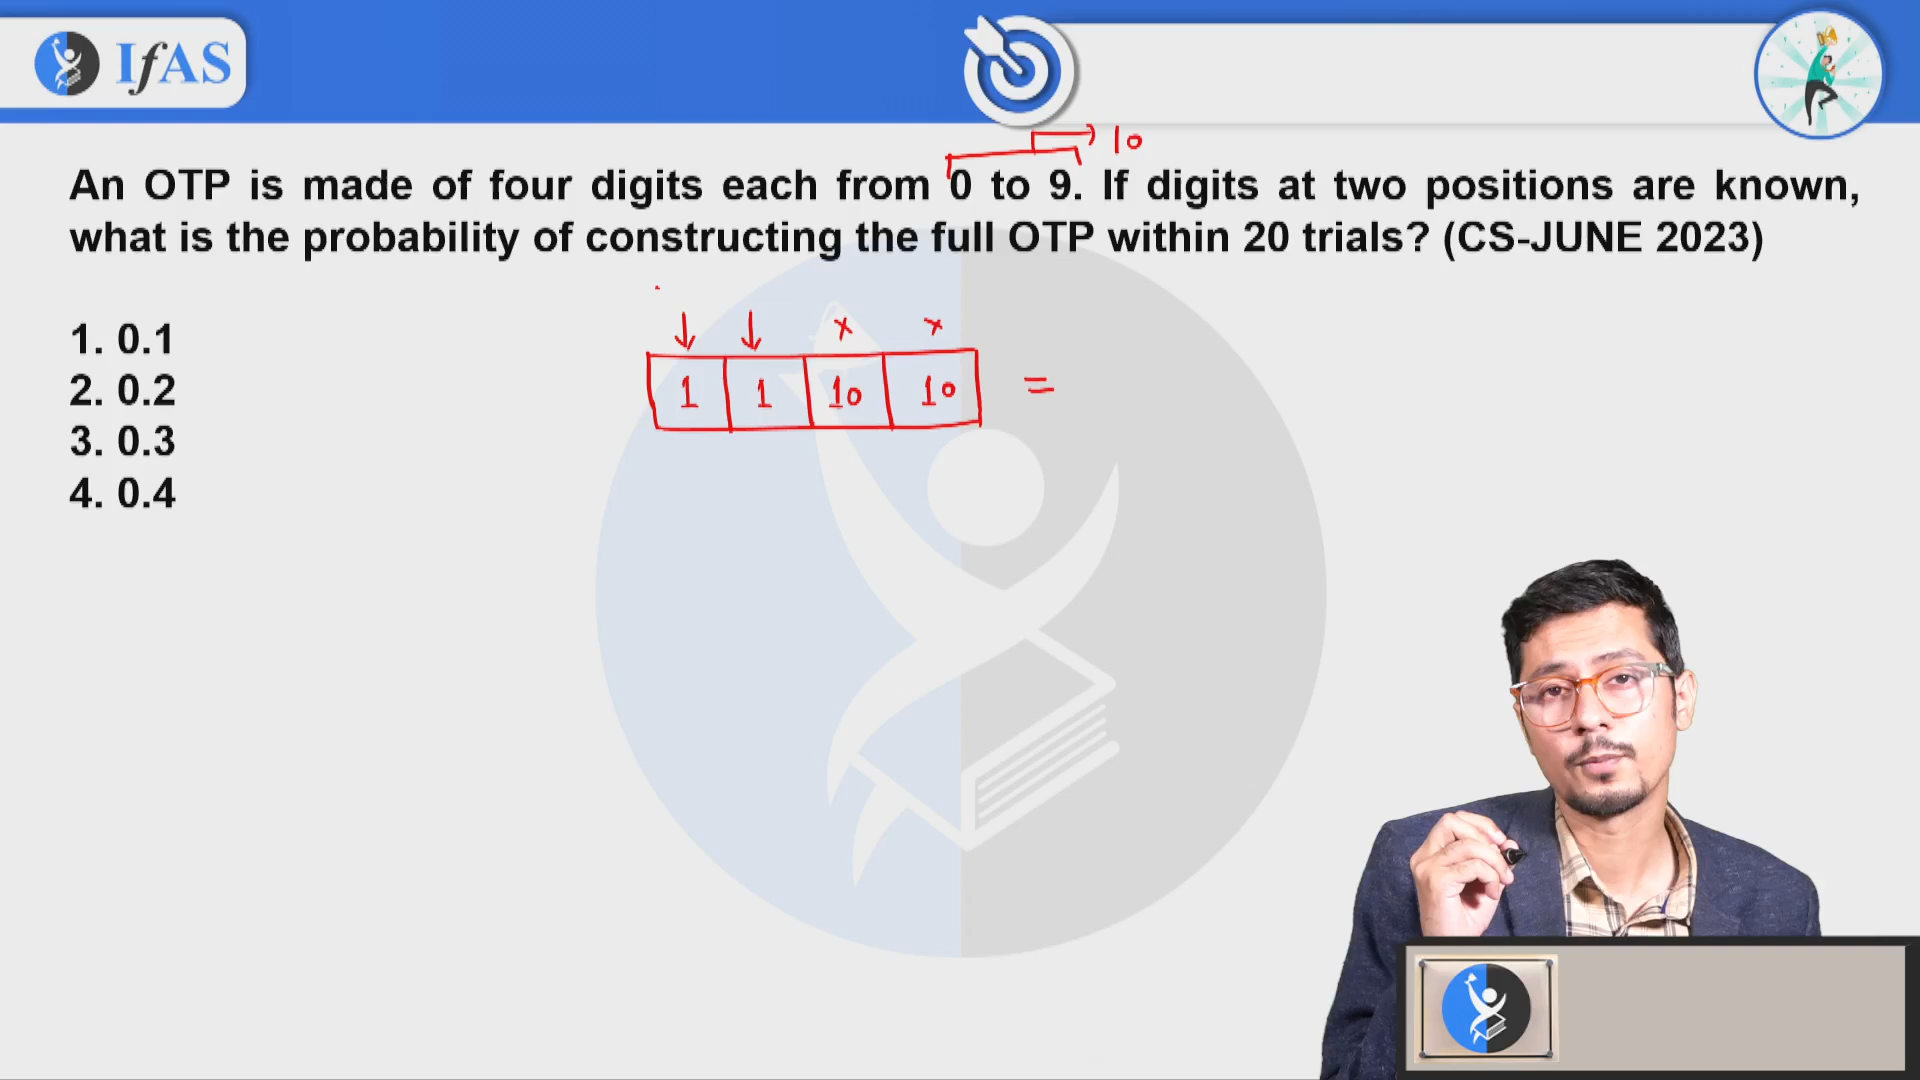 IfAS
10
An OTP is made of four digits each from 0 to 9. If digits at two positions are known,
what is the probability of constructing the full OTP within 20 trials? (CS-JUNE 2023)
1. 0.1
2. 0.2
3. 0.3
4. 0.4
x x
1 1 10 10 =